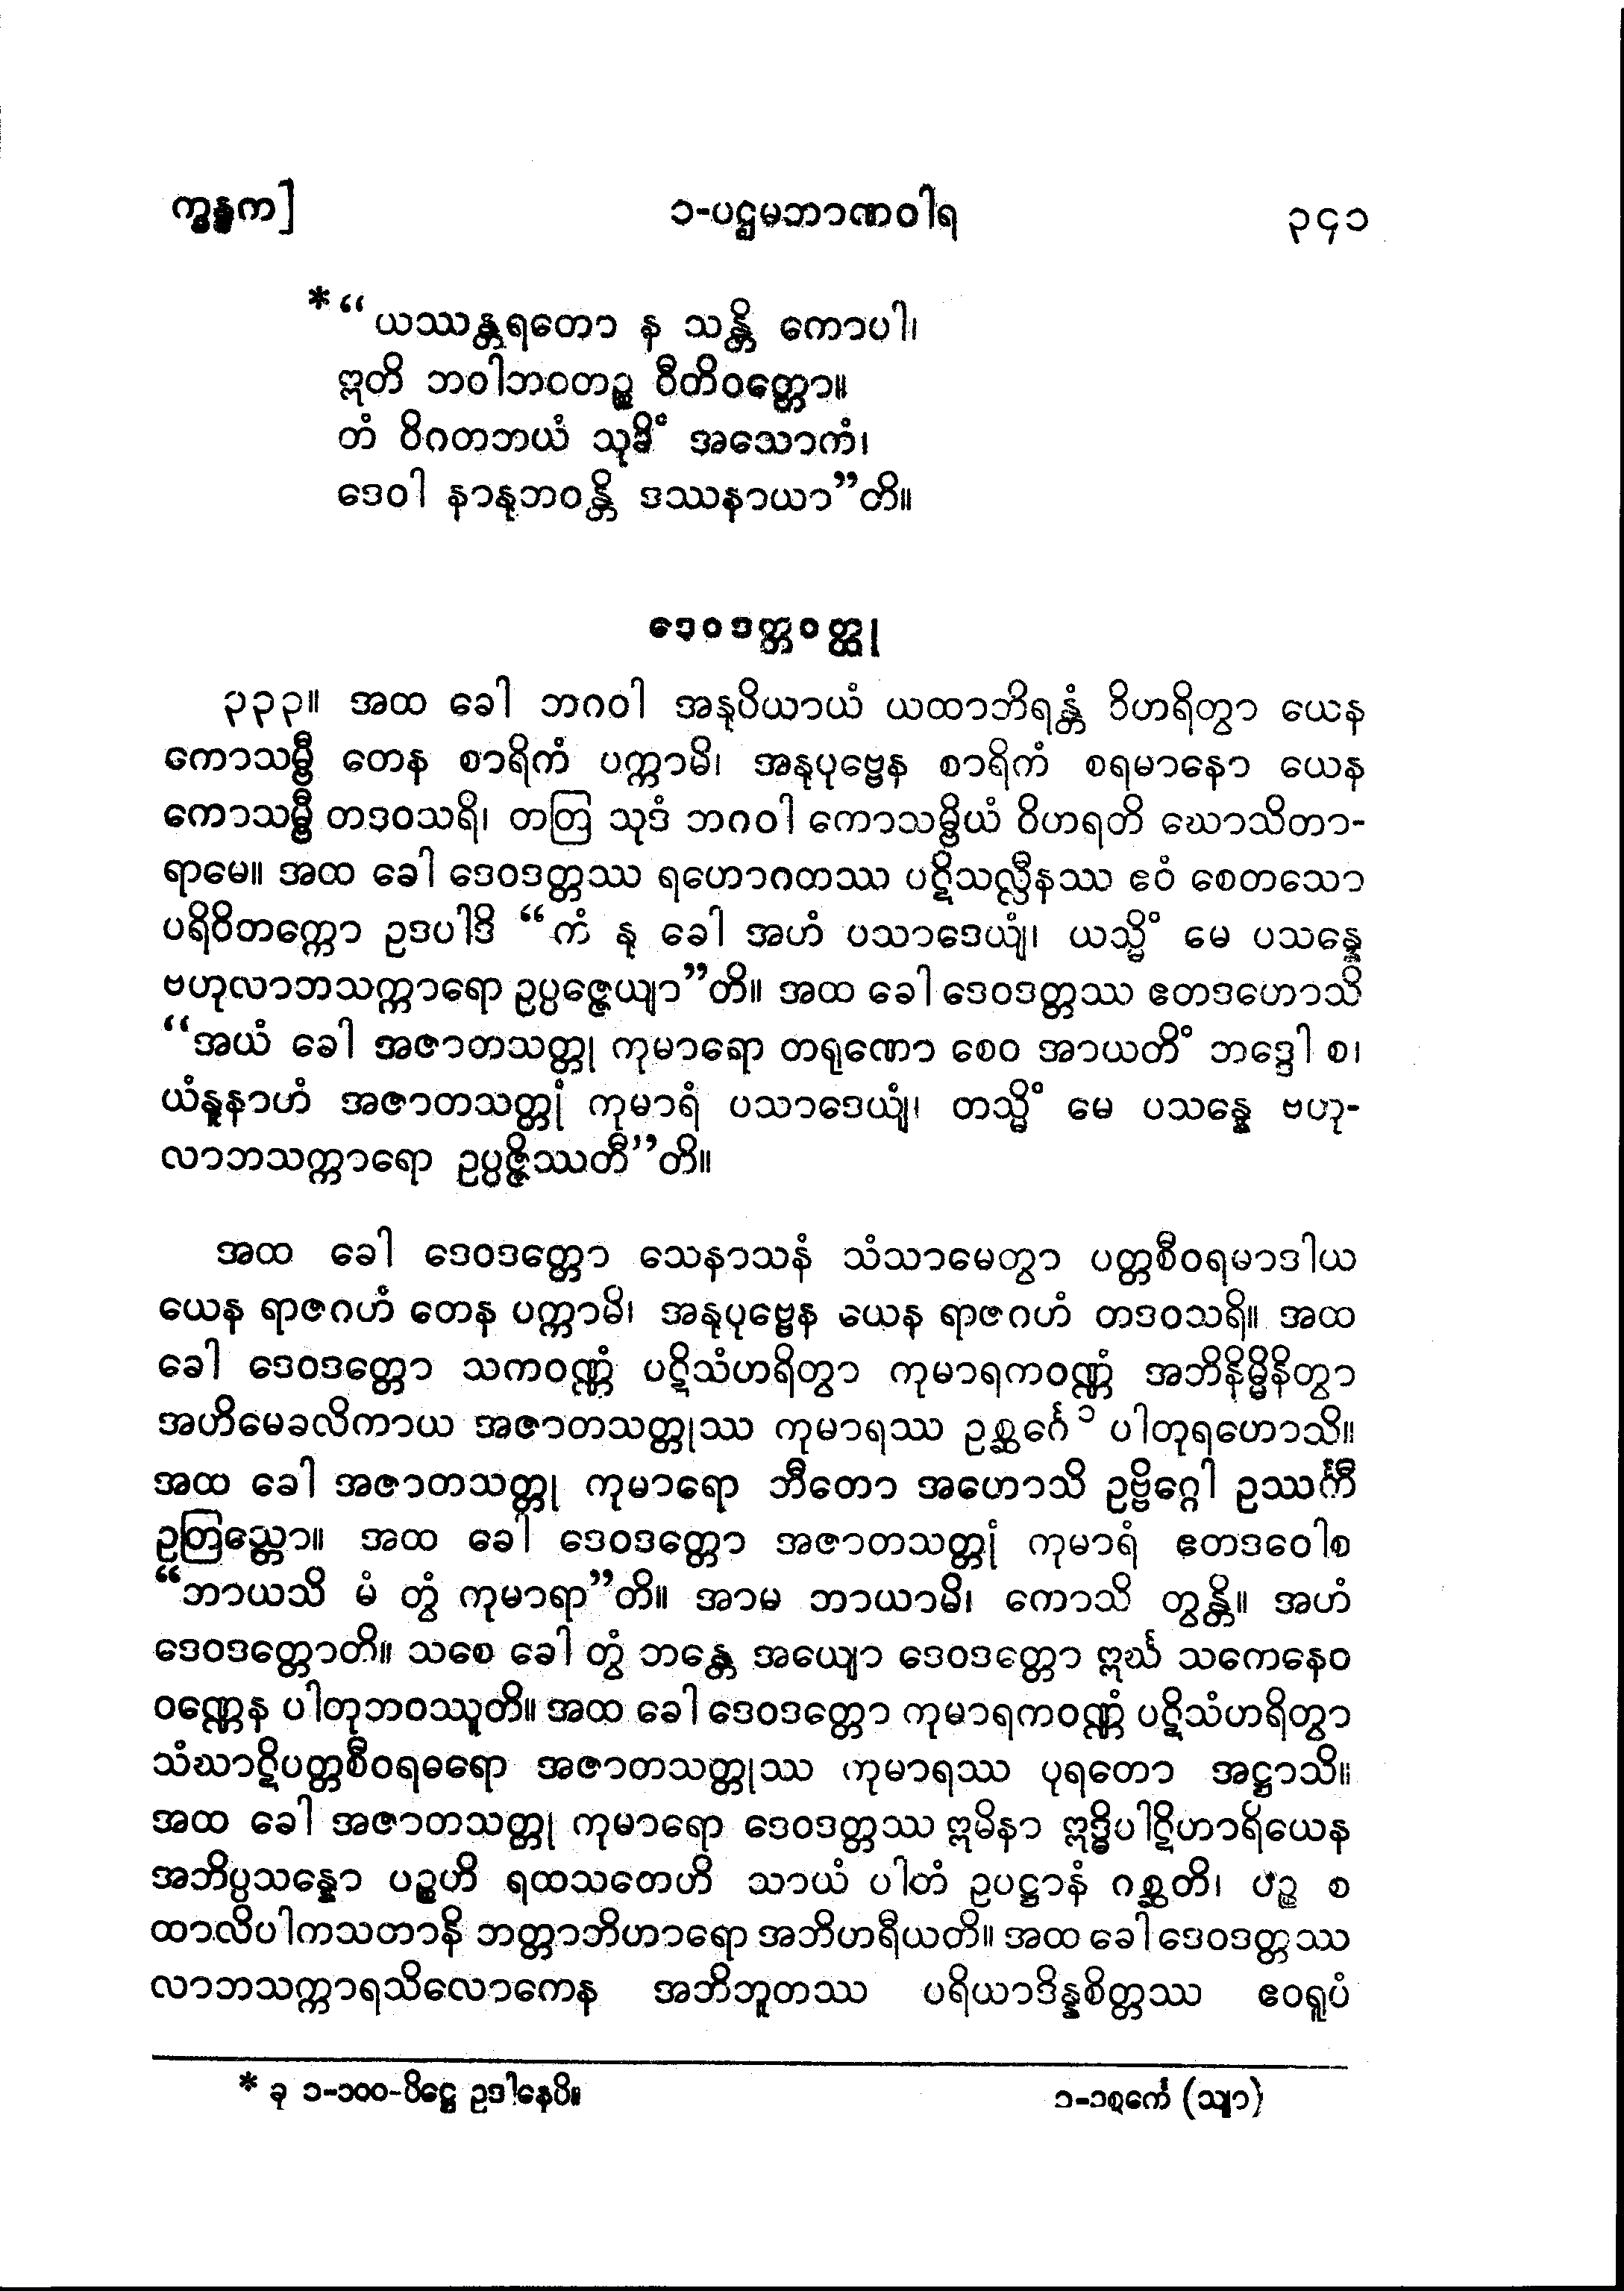 က္ခန္ဓက]
၁-ပဌမဘာဏဝါရ
၃၄၁
*“ယဿန္တရတော န သန္တိ ကောပါ၊
ဣတိ ဘဝါဘဝတဉ္စ ဝီတိဝတ္တော။
တံ ဝိဂတဘယံ သုခိံ အသောကံ၊
ဒေဝါ နာနုဘဝန္တိ ဒဿနာယာ”တိ။
ဒေဝဒတ္တဝတ္ထု
၃၃၃။ အထ ခေါ ဘဂဝါ အနုပိယာယံ ယထာဘိရန္တံ ဝိဟရိတွာ ယေန
ကောသမ္ဗီ တေန စာရိကံ ပက္ကာမိ၊ အနုပုဗ္ဗေန စာရိကံ စရမာနော ယေန
ကောသမ္ဗီ တဒဝသရိ၊ တတြ သုဒံ ဘဂဝါ ကောသမ္ဗိယံ ဝိဟရတိ ဃောသိတာ-
ရာမေ။ အထ ခေါ ဒေဝဒတ္တဿ ရဟောဂတဿ ပဋိသလ္လီနဿ ဧဝံ စေတသော
ပရိဝိတက္ကော ဥဒပါဒိ “ကံ နု ခေါ အဟံ ပသာဒေယျံ၊ ယသ္မိံ မေ ပသန္နေ
ဗဟုလာဘသက္ကာရော ဥပ္ပဇ္ဇေယျာ”တိ။ အထ ခေါ ဒေဝဒတ္တဿ ဧတဒဟောသိ
“အယံ ခေါ အဇာတသတ္တု ကုမာရော တရုဏော စေဝ အာယတိံ ဘဒ္ဒေါ စ၊
ယံနူနာဟံ အဇာတသတ္တုံ ကုမာရံ ပသာဒေယျံ၊ တသ္မိံ မေ ပသန္နေ ဗဟု-
လာဘသက္ကာရော ဥပ္ပဇ္ဇိဿတီ”တိ။
အထ ခေါ ဒေဝဒတ္တော သေနာသနံ သံသာမေတွာ ပတ္တစီဝရမာဒါယ
ယေန ရာဇဂဟံ တေန ပက္ကာမိ၊ အနုပုဗ္ဗေန ယေန ရာဇဂဟံ တဒဝသရိ။ အထ
ခေါ ဒေဝဒတ္တော သကဝဏ္ဏံ ပဋိသံဟရိတွာ ကုမာရကဝဏ္ဏံ အဘိနိမ္မိနိတွာ
အဟိမေခလိကာယ အဇာတသတ္တုဿ ကုမာရဿ ဥစ္ဆင်္ဂေ၁ ပါတုရဟောသိ။
အထ ခေါ အဇာတသတ္တု ကုမာရော ဘီတော အဟောသိ ဥဗ္ဗိဂ္ဂေါ ဥဿင်္ကီ
ဥတြသ္တော။ အထ ခေါ ဒေဝဒတ္တော အဇာတသတ္တုံ ကုမာရံ ဧတဒဝေါစ
“ဘာယသိ မံ တွံ ကုမာရာ”တိ။ အာမ ဘာယာမိ၊ ကောသိ တွန္တိ။ အဟံ
ဒေဝဒတ္တောတိ။ သစေ ခေါ တွံ ဘန္တေ အယျော ဒေဝဒတ္တော ဣင်္ဃ သကေနေဝ
ဝဏ္ဏေန ပါတုဘဝဿူတိ။ အထ ခေါ ဒေဝဒတ္တော ကုမာရကဝဏ္ဏံ ပဋိသံဟရိတွာ
သံဃာဋိပတ္တစီဝရဓရော အဇာတသတ္တုဿ ကုမာရဿ ပုရတော အဋ္ဌာသိ။
အထ ခေါ အဇာတသတ္တု ကုမာရော ဒေဝဒတ္တဿ ဣမိနာ ဣဒ္ဓိပါဋိဟာရိယေန
အဘိပ္ပသန္နော ပဉ္စဟိ ရထသတေဟိ သာယံ ပါတံ ဥပဋ္ဌာနံ ဂစ္ဆတိ၊ ပဉ္စ စ
ထာလိပါကသတာနိ ဘတ္တာဘိဟာရော အဘိဟရီယတိ။ အထ ခေါ ဒေဝဒတ္တဿ
လာဘသက္ကာရသိလောကေန အဘိဘူတဿ ပရိယာဒိန္နစိတ္တဿ ဧဝရူပံ
* ခု ၁-၁၀၀-ပိဋ္ဌေ ဥဒါနေပိ။
၁-၁စ္စင်္ကေ (သျာ)